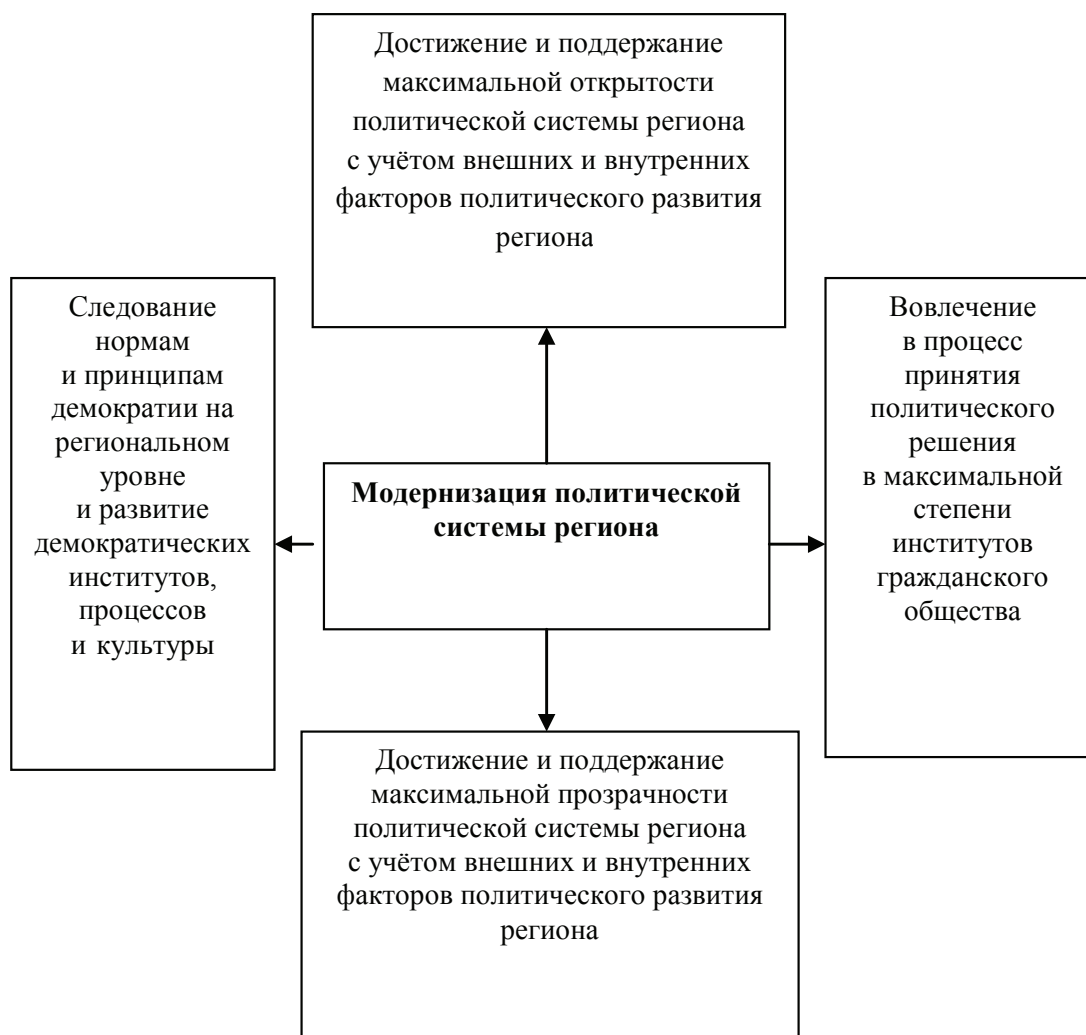 Достижение и поддержание
максимальной открытости
политической системы региона
с учётом внешних и внутренних
факторов политического развития
региона
Следование
нормам
и принципам
демократии на
региональном
уровне
и развитие
демократических
институтов,
процессов
и культуры
Модернизация политической
системы региона
Вовлечение
в процесс
принятия
политического
решения
в максимальной
степени
институтов
гражданского
общества
Достижение и поддержание
максимальной прозрачности
политической системы региона
с учётом внешних и внутренних
факторов политического развития
региона